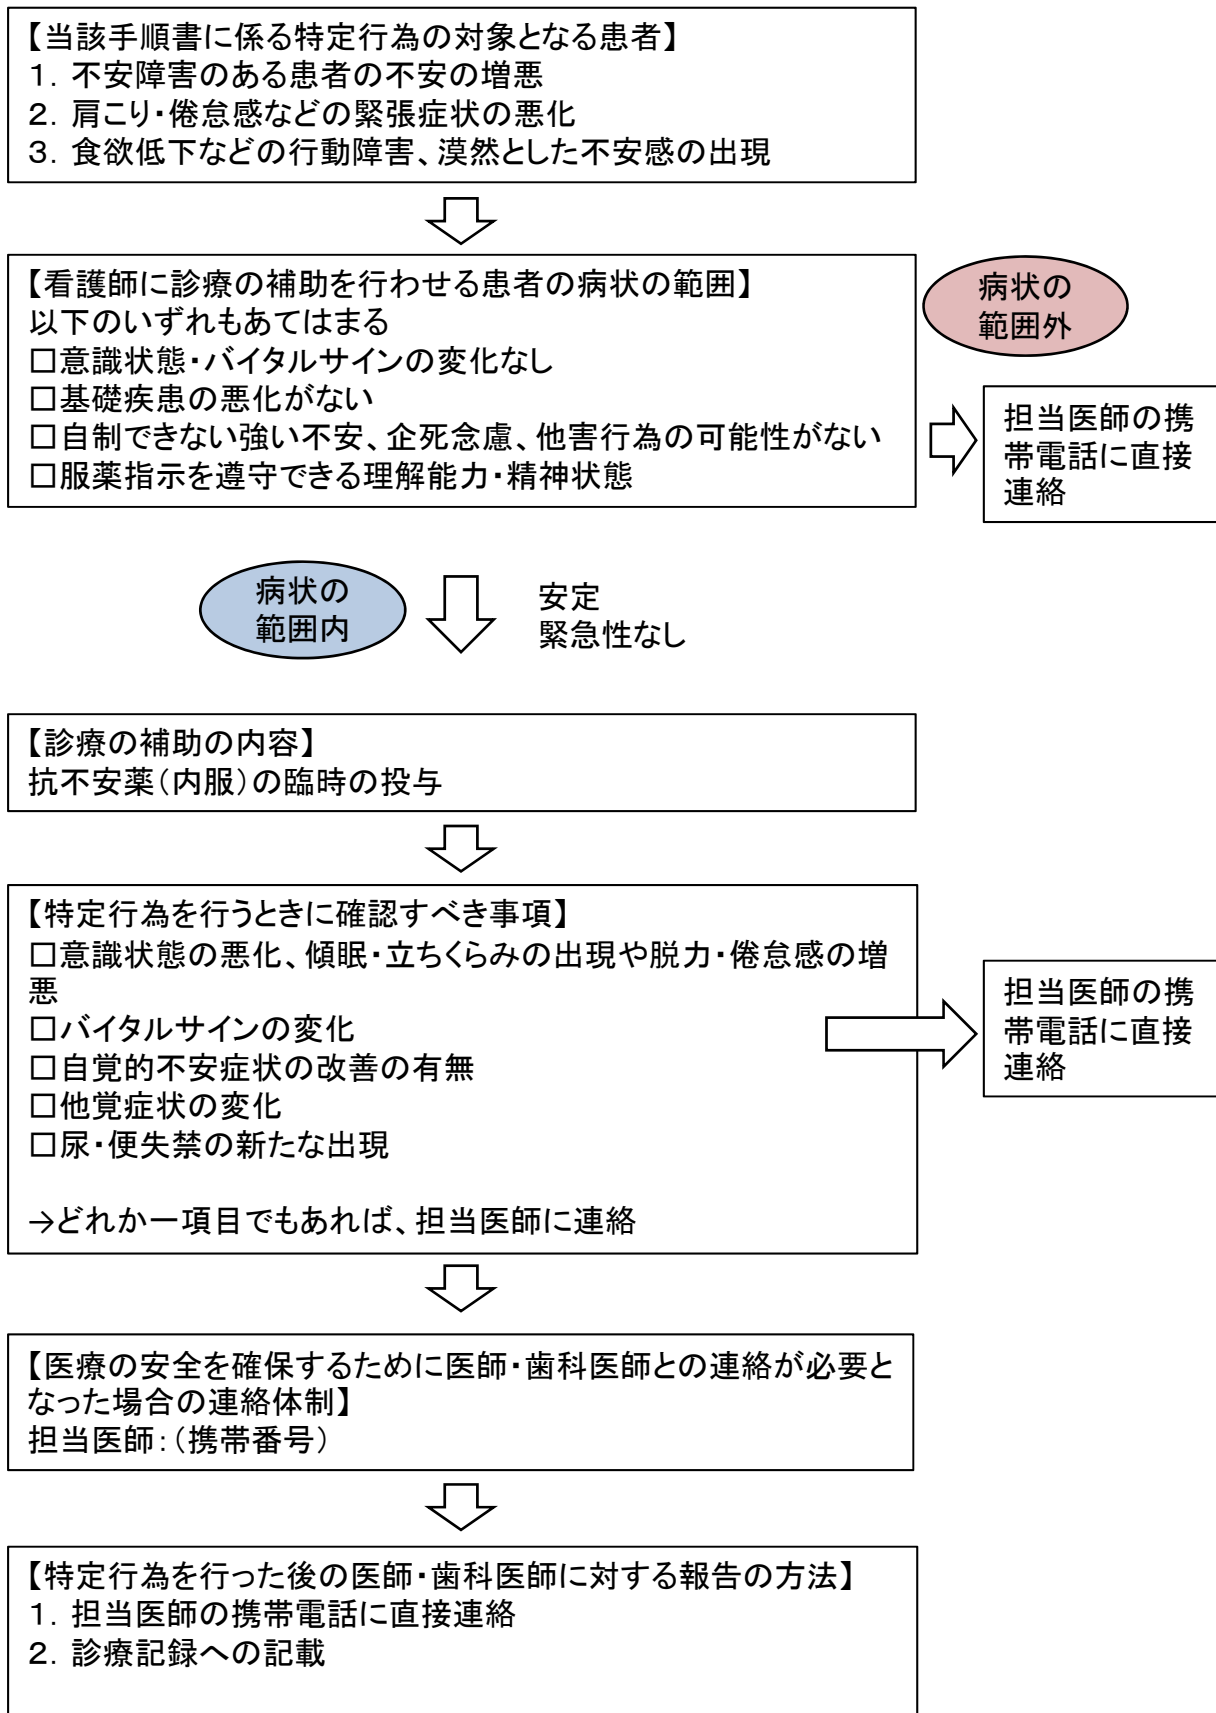 【当該手順書に係る特定行為の対象となる患者】
１．不安障害のある患者の不安の増悪
２．肩こり・倦怠感などの緊張症状の悪化
３．食欲低下などの行動障害、漠然とした不安感の出現
【看護師に診療の補助を行わせる患者の病状の範囲】
以下のいずれもあてはまる
□意識状態・バイタルサインの変化なし
□基礎疾患の悪化がない
□自制できない強い不安、企死念慮、他害行為の可能性がない
□服薬指示を遵守できる理解能力・精神状態
病状の
範囲外
担当医師の携
帯電話に直接
連絡
病状の
範囲内
安定
緊急性なし
【診療の補助の内容】
抗不安薬（内服）の臨時の投与
【特定行為を行うときに確認すべき事項】
□意識状態の悪化、傾眠・立ちくらみの出現や脱力・倦怠感の増
悪
□バイタルサインの変化
□自覚的不安症状の改善の有無
□他覚症状の変化
□尿・便失禁の新たな出現
→どれか一項目でもあれば、担当医師に連絡
担当医師の携
帯電話に直接
連絡
【医療の安全を確保するために医師・歯科医師との連絡が必要と
なった場合の連絡体制】
担当医師：（携帯番号）
【特定行為を行った後の医師・歯科医師に対する報告の方法】
１．担当医師の携帯電話に直接連絡
２．診療記録への記載